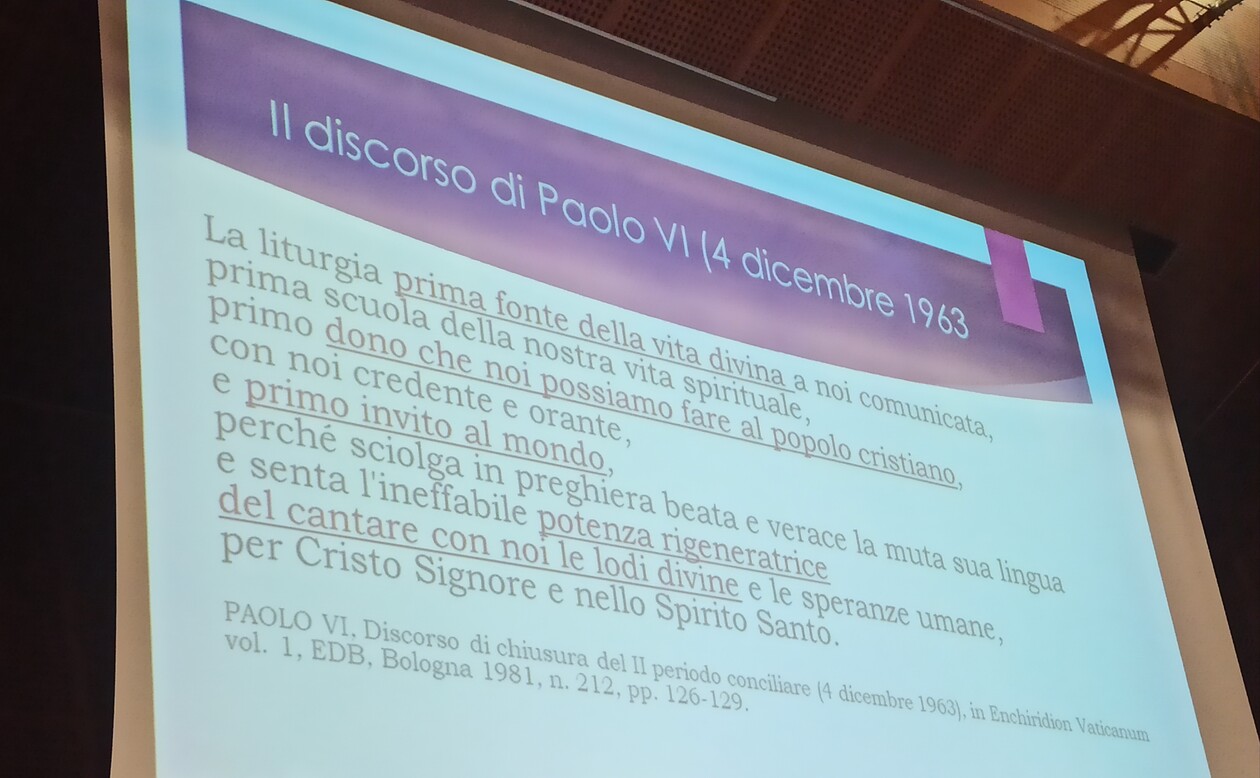 Il discorso di Paolo VI (4 dicembre 1963
La liturgia prima fonte della vita divina a noi comunicata,
prima scuola della nostra vita spirituale,
primo dono che noi possiamo fare al popolo cristiano,
con noi credente e orante,
e primo invito al mondo,
perché sciolga in preghiera beata e verace la muta sua lingua
e senta l'ineffabile potenza rigeneratrice
del cantare con noi le lodi divine e le speranze umane,
per Cristo Signore e nello Spirito Santo.
PAOLO VI, Discorso di chiusura del II periodo conciliare (4 dicembre 1963), in Enchiridion Vaticanum
vol. 1, EDB, Bologna 1981, n. 212, pp. 126-129.